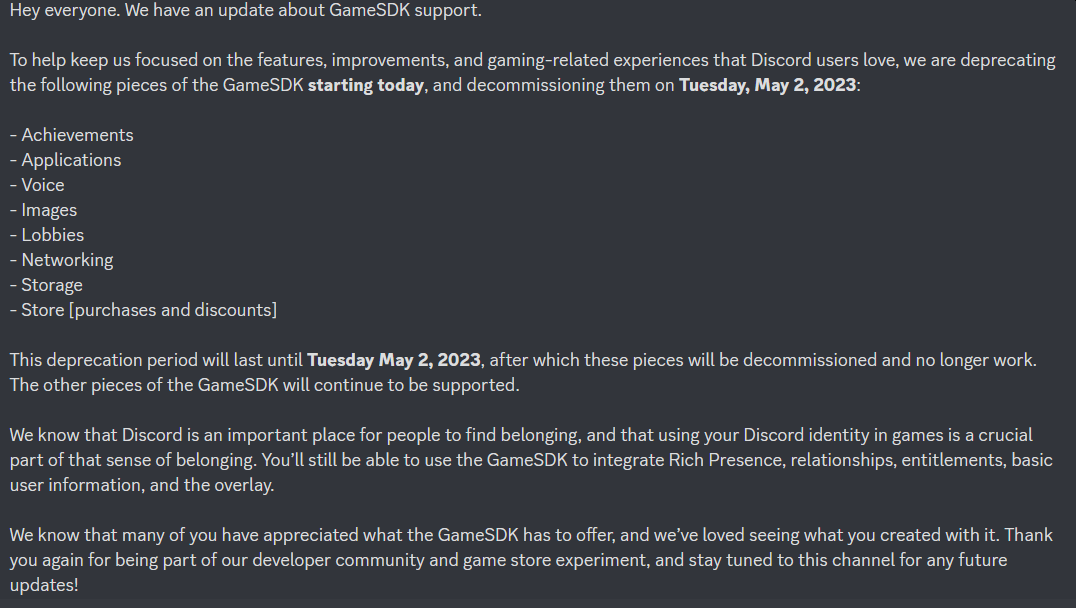 Hey everyone. We have an update about GameSDK support.
To help keep us focused on the features, improvements, and gaming-related experiences that Discord users love, we are deprecating
the following pieces of the GameSDK starting today, and decommissioning them on Tuesday, May 2, 2023:
- Achievements
- Applications
- Voice
- Images
- Lobbies
- Networking
- Storage
- Store [purchases and discounts]
This deprecation period will last until Tuesday May 2, 2023, after which these pieces will be decommissioned and no longer work.
The other pieces of the GameSDK will continue to be supported.
We know that Discord is an important place for people to find belonging, and that using your Discord identity in games is a crucial
part of that sense of belonging. You’ll still be able to use the GameSDK to integrate Rich Presence, relationships, entitlements, basic
user information, and the overlay.
We know that many of you have appreciated what the GameSDK has to offer, and we’ve loved seeing what you created with it. Thank
you again for being part of our developer community and game store experiment, and stay tuned to this channel for any future
updates!